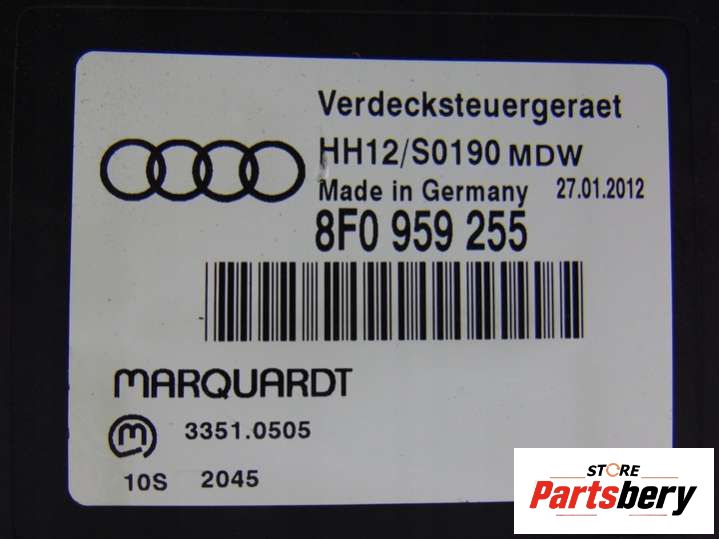 Verdecksteuergeraet
HH12/S0190 MDW
Made in Germany 27.01.2012
8F0 959 255
MARQUARDT
m 3351.0505
10S 2045
STORE
Partsbery